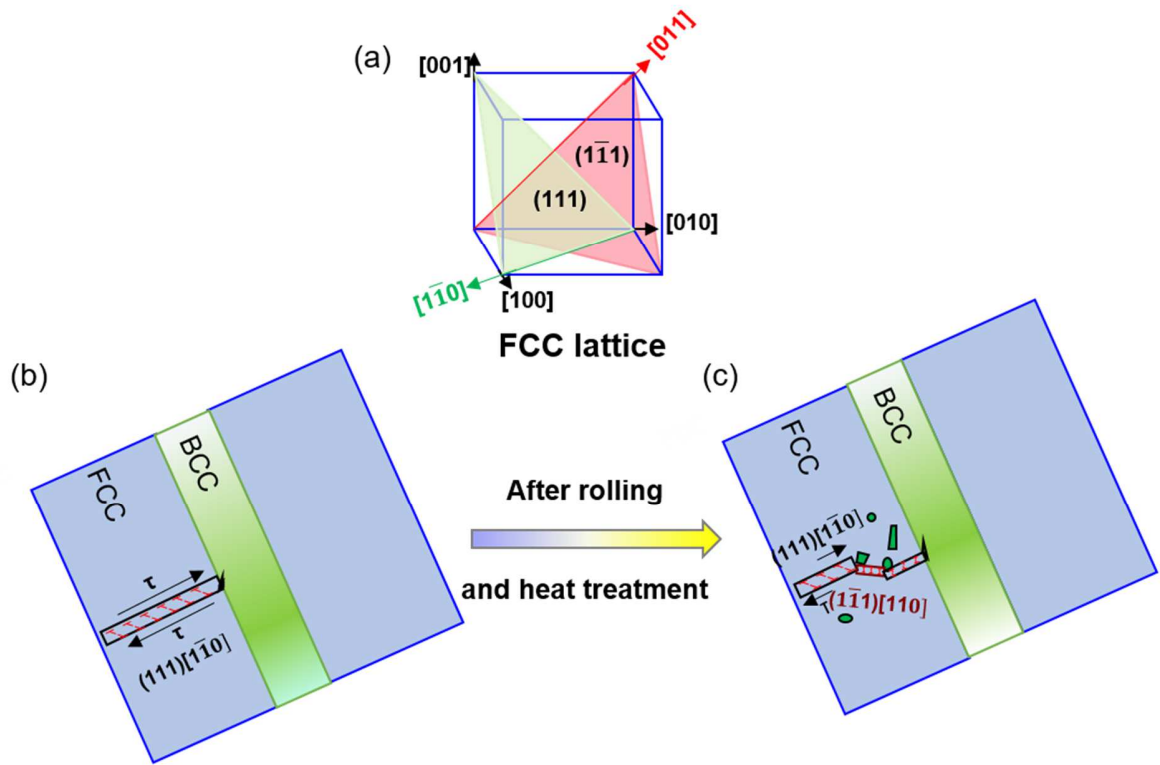 (a)
[001]
[011]
(11̅1)
(111)
[010]
[11̅0]
[100]
FCC lattice
(b)
FCC
BCC
τ
τ
(111)[11̅0]
After rolling
and heat treatment
(c)
FCC
BCC
(111)[11̅0]
τ
(11̅1)[110]